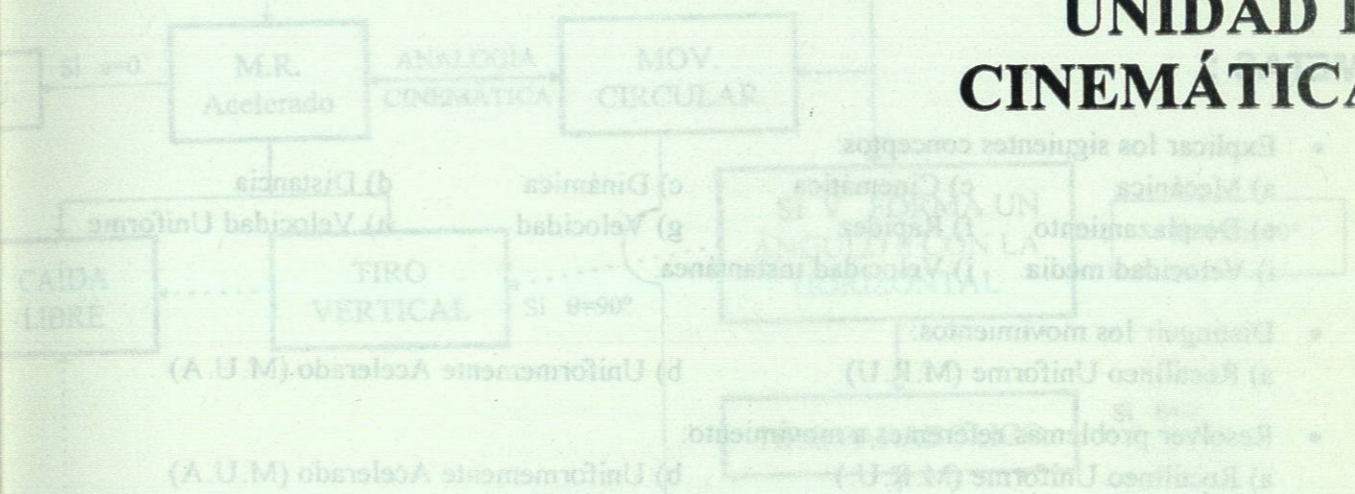 UNIDAD I
CINEMÁTICA
METAS
M.R.
Acelerado
Si a=0
ANALOGÍA
CINEMÁTICA
MOV.
CIRCULAR
• Explicar los siguientes conceptos
a) Mecánica c) Cinemática c) Dinámica d) Distancia
e) Desplazamiento f) Rapidez g) Velocidad h) Velocidad Uniforme
i) Velocidad media j) Velocidad instantánea
SI V FORMA UN
ÁNGULO CON LA
HORIZONTAL
CAÍDA
LIBRE
TIRO
VERTICAL
Si θ=90°
• Distinguir los movimientos:
a) Rectilíneo Uniforme (M.R.U) b) Uniformemente Acelerado (M.U.A)
Si
• Resolver problemas referentes a movimiento:
a) Rectilíneo Uniforme (M.R.U) b) Uniformemente Acelerado (M.U.A)